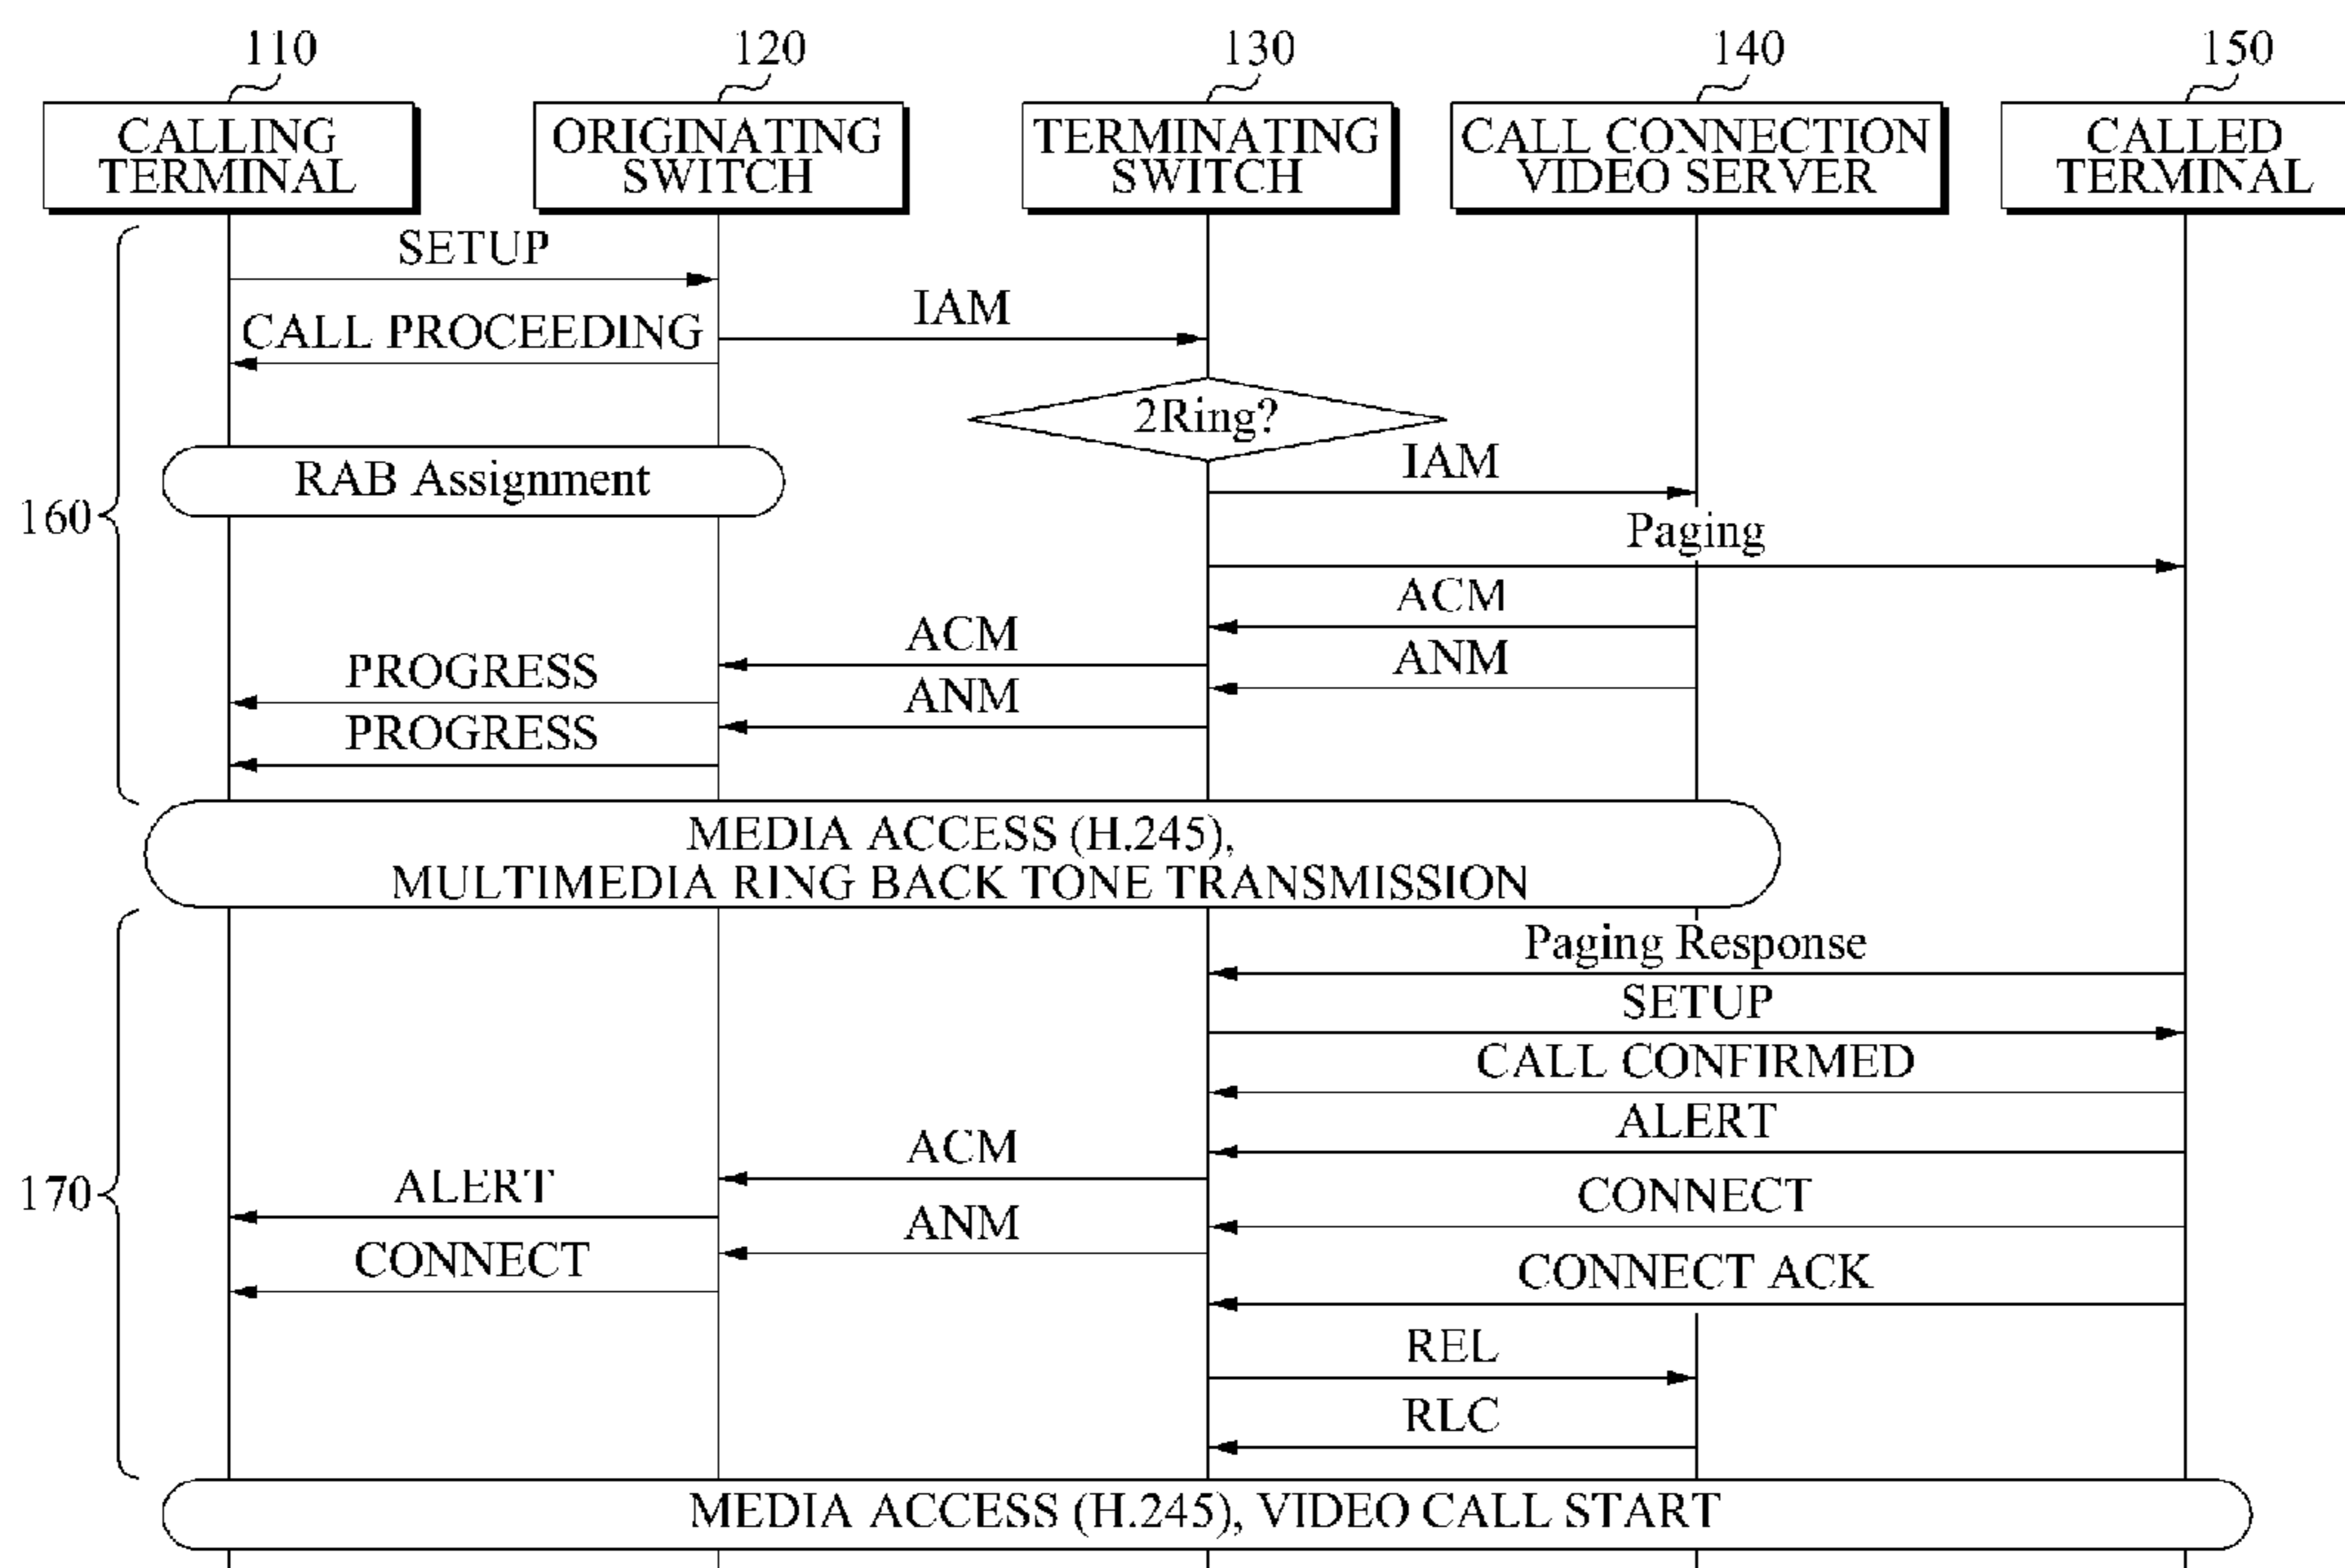 110
120
130
140
150
CALLING
TERMINAL
ORIGINATING
SWITCH
TERMINATING
SWITCH
CALL CONNECTION
VIDEO SERVER
CALLED
TERMINAL
SETUP
IAM
CALL PROCEEDING
2Ring?
IAM
RAB Assignment
160
Paging
ACM
ACM
ANM
PROGRESS
ANM
PROGRESS
MEDIA ACCESS (H.245),
MULTIMEDIA RING BACK TONE TRANSMISSION
Paging Response
SETUP
CALL CONFIRMED
ALERT
ACM
ALERT
170
CONNECT
ANM
CONNECT
CONNECT ACK
REL
RLC
MEDIA ACCESS (H.245), VIDEO CALL START